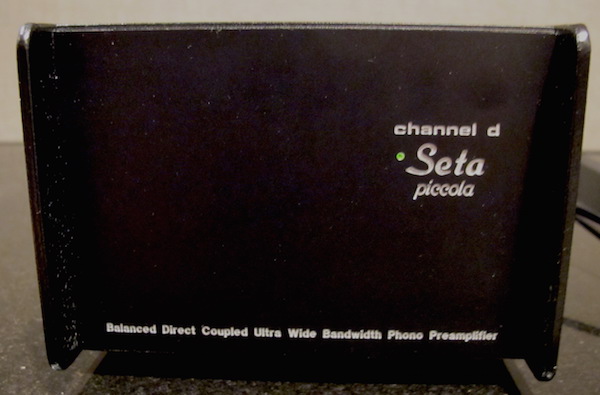 channel d
Seta
piccola
Balanced Direct Coupled Ultra Wide Bandwidth Phono Preamplifier